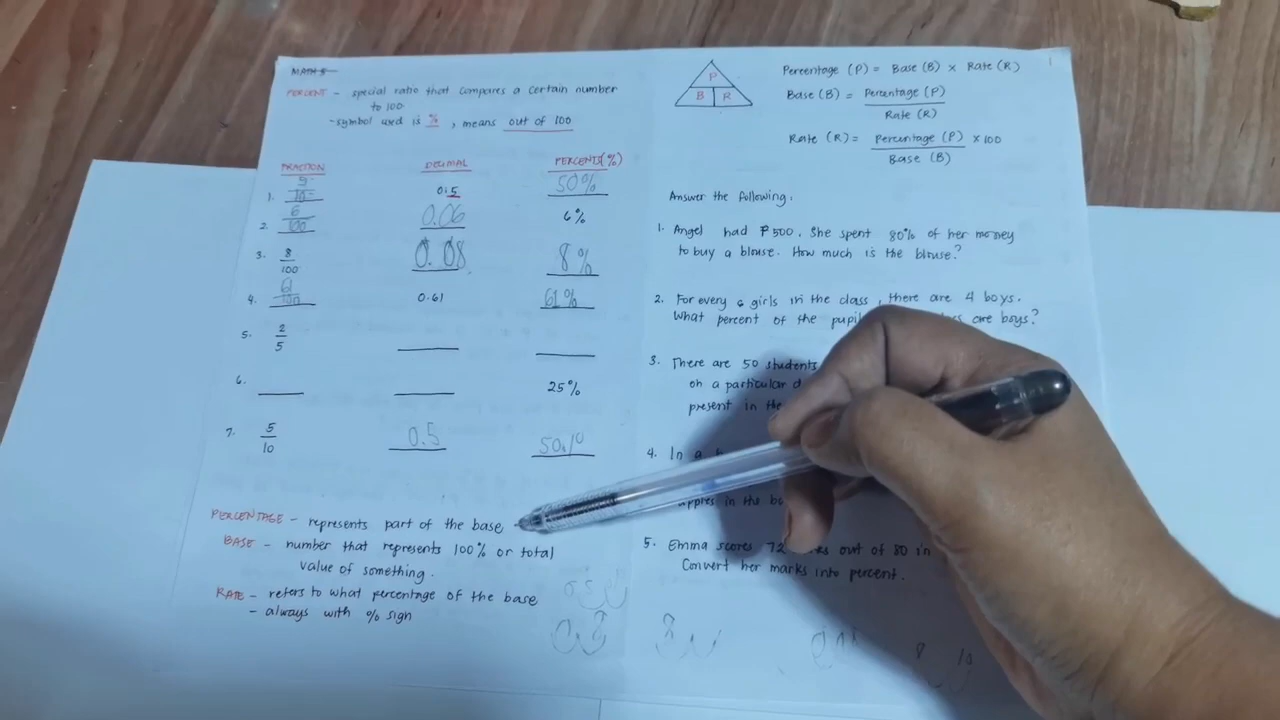 MATH 5
PERCENT - special ratio that compares a certain number
to 100.
-symbol used is %, means out of 100
FRACTION DECIMAL PERCENTS(%)
1. 5/10 0.5 50%
2. 6/100 0.06 6%
3. 8/100 0.08 8%
4. 61/100 0.61 61%
5. 2/5
6. 25%
7. 5/10 0.5
PERCENTAGE - represents part of the base
BASE - number that represents 100% or total
value of something.
RATE - refers to what percentage of the base
- always with % sign
P
B R
Percentage (P) = Base (B) × Rate (R)
Base (B) = Percentage (P)
Rate (R)
Rate (R) = Percentage (P) × 100
Base (B)
Answer the following.
1. Angel had ₱500. She spent 80% of her money
to buy a blouse. How much is the blouse?
2. For every 6 girls in the class, there are 4 boys.
What percent of the are boys?
3. There are 50 students
on a particular
present in the
4. In a
in the
5. Emma scores 72 out of 80 in
Convert her marks into percent.